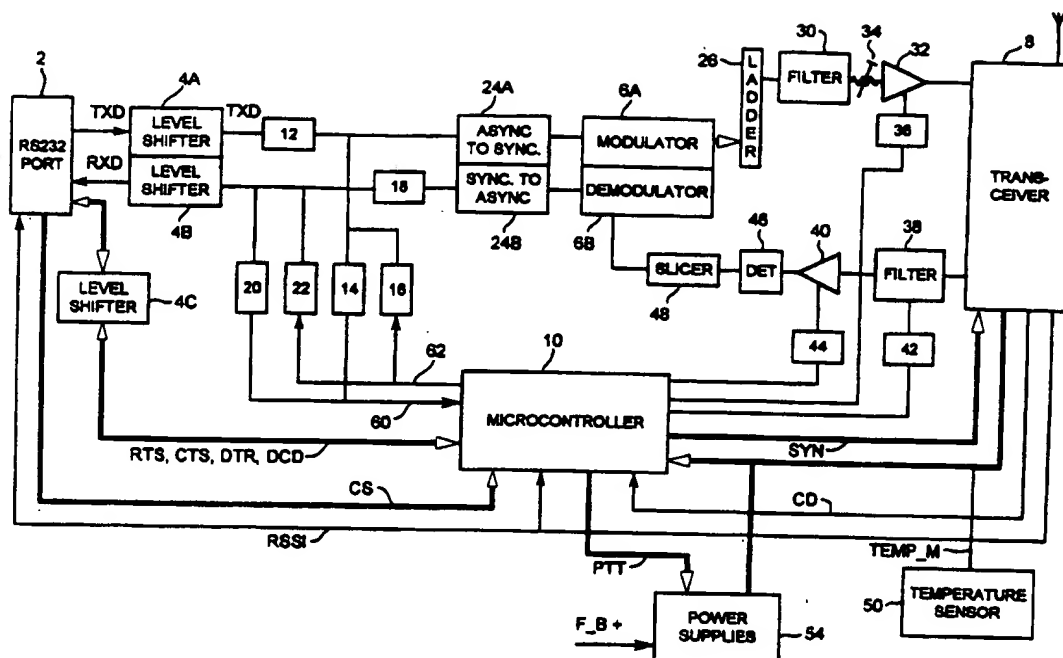 30
34
32
8
26
LADDER
FILTER
2
4A
24A
6A
TXD
LEVEL
SHIFTER
TXD
12
ASYNC
TO SYNC.
MODULATOR
36
RS232
PORT
RXD
LEVEL
SHIFTER
18
SYNC. TO
ASYNC
DEMODULATOR
TRANS-
CEIVER
4B
24B
6B
46
40
38
LEVEL
SHIFTER
4C
20
22
14
16
SLICER
48
DET
FILTER
44
42
62
10
60
MICROCONTROLLER
RTS, CTS, DTR, DCD
SYN
CS
CD
RSSI
TEMP_M
PTT
50
TEMPERATURE
SENSOR
F_B +
POWER
SUPPLIES
54